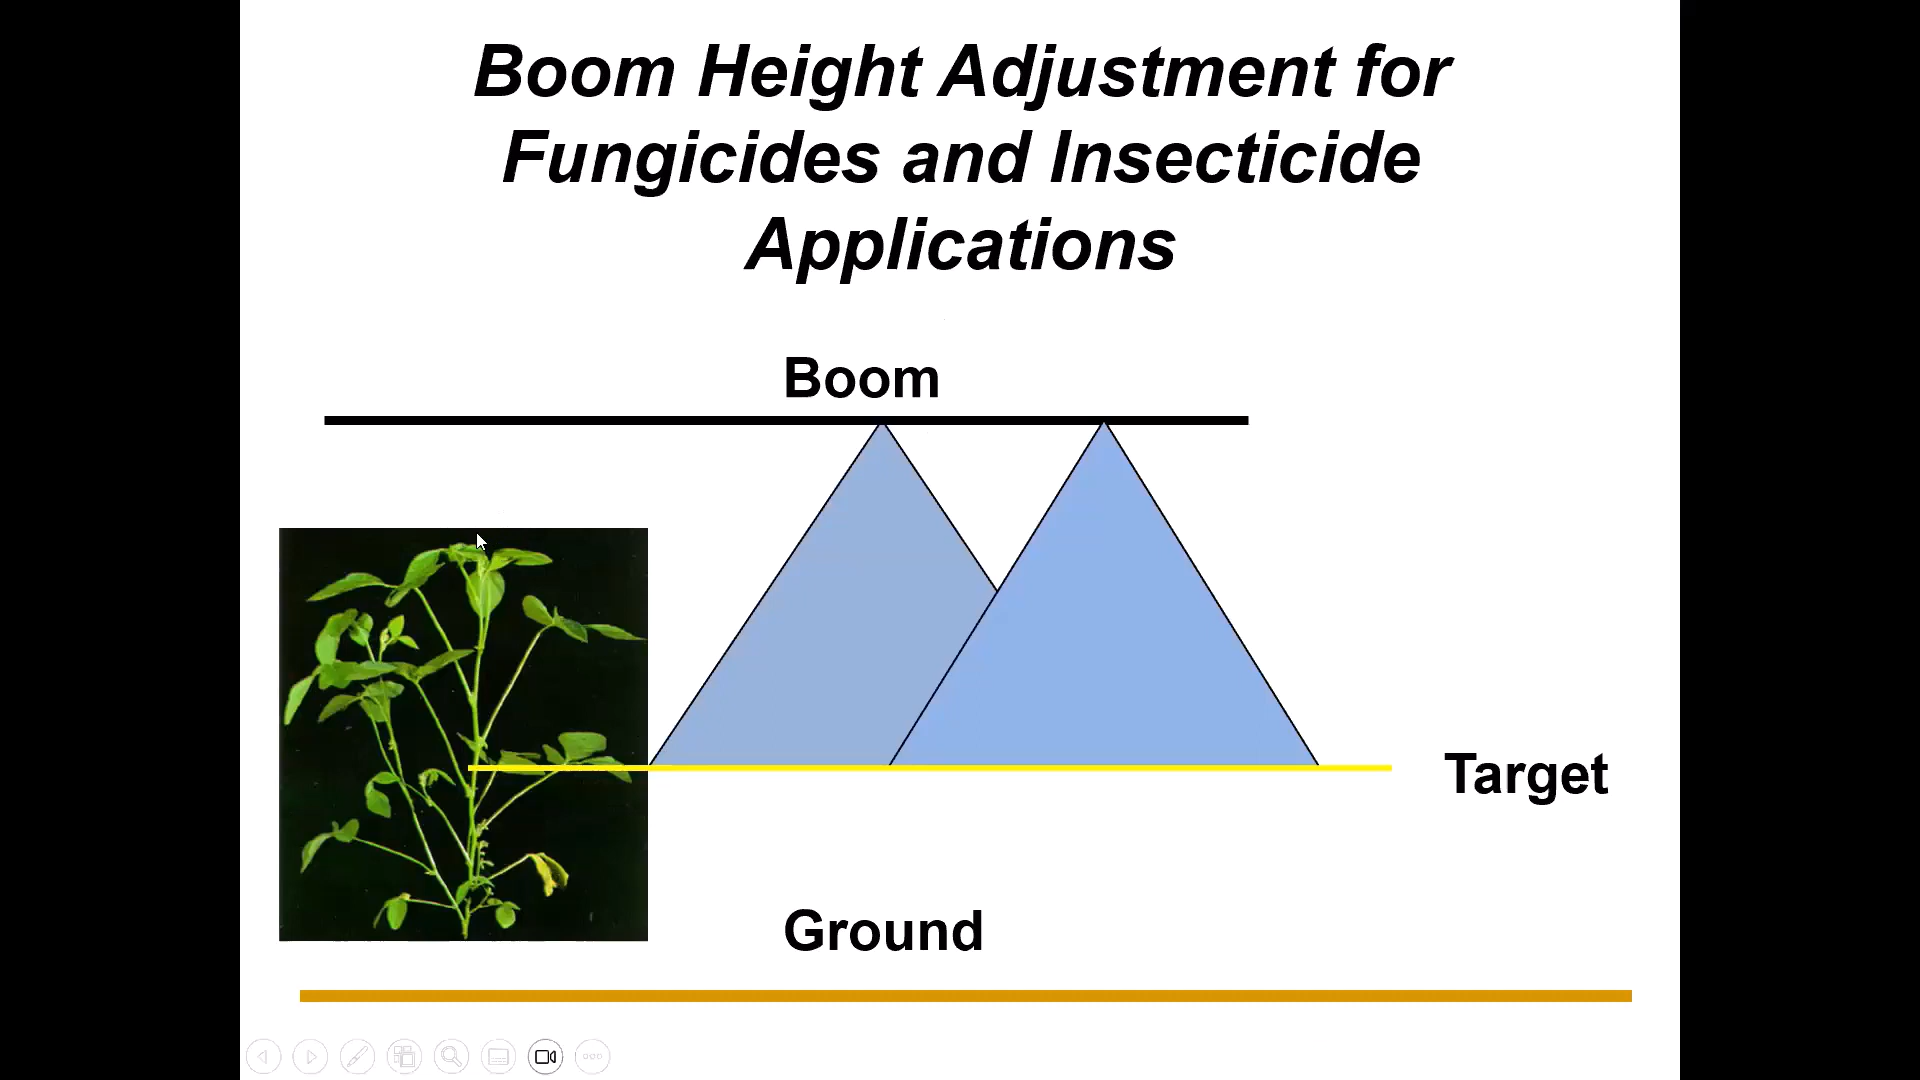 Boom Height Adjustment for
Fungicides and Insecticide
Applications
Boom
Target
Ground